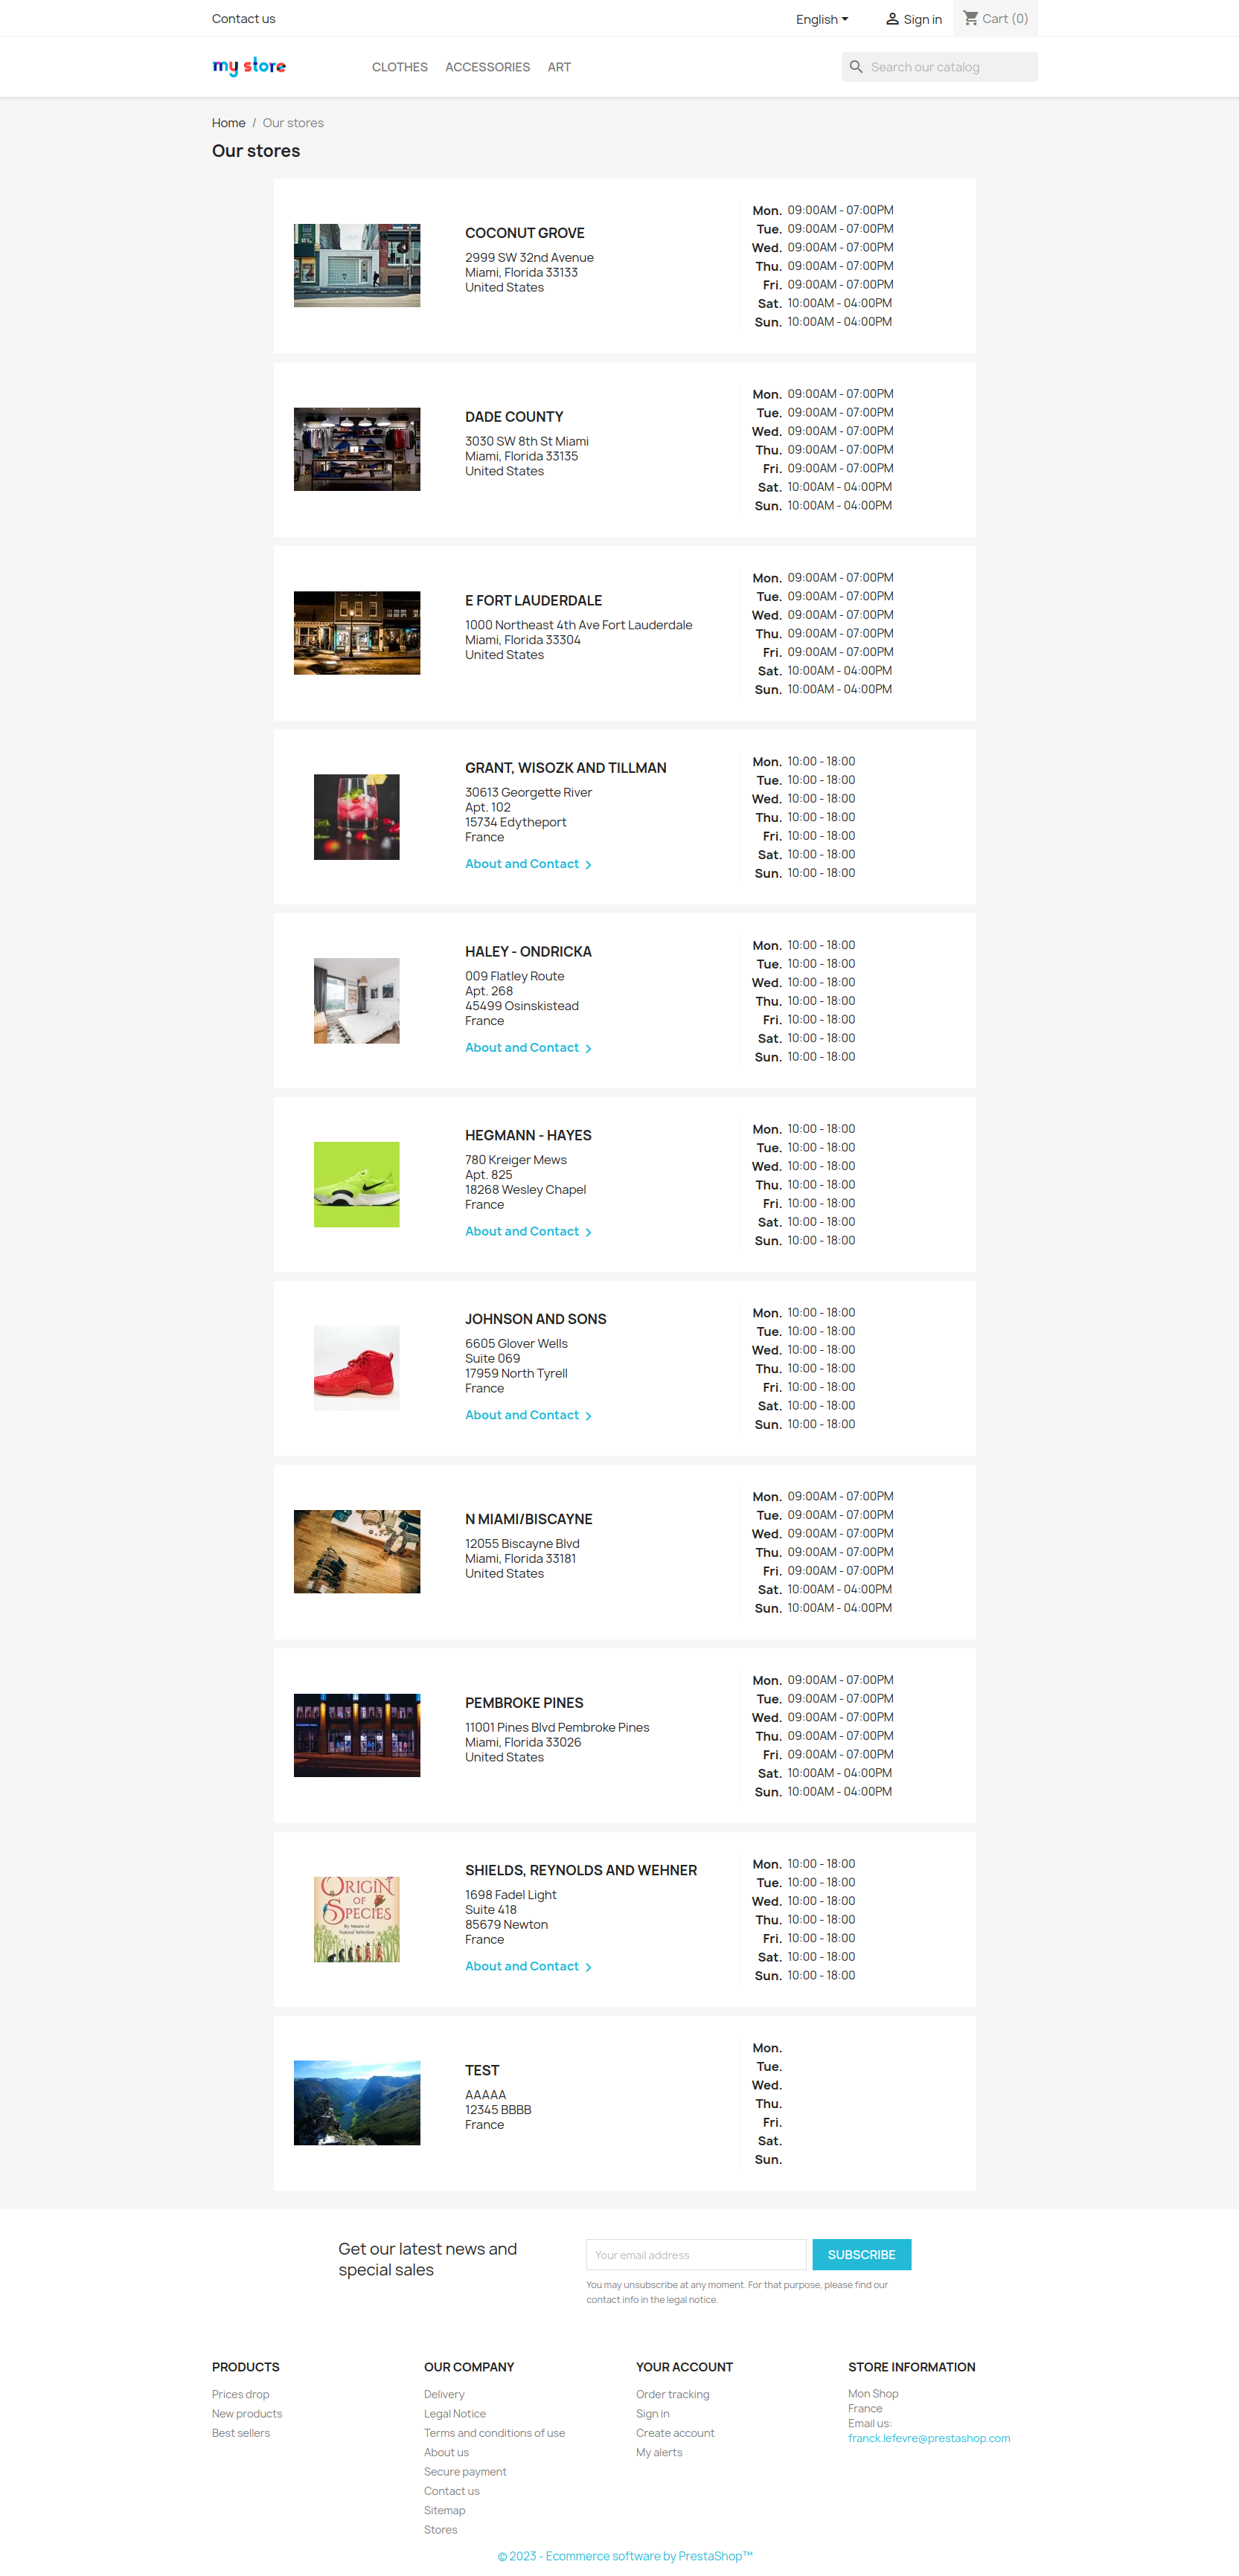 Contact us
English
Sign in
Cart (0)
my store
CLOTHES
ACCESSORIES
ART
Search our catalog
Home / Our stores
Our stores
COCONUT GROVE
2999 SW 32nd Avenue
Miami, Florida 33133
United States
Mon. 09:00AM - 07:00PM
Tue. 09:00AM - 07:00PM
Wed. 09:00AM - 07:00PM
Thu. 09:00AM - 07:00PM
Fri. 09:00AM - 07:00PM
Sat. 10:00AM - 04:00PM
Sun. 10:00AM - 04:00PM
DADE COUNTY
3030 SW 8th St Miami
Miami, Florida 33135
United States
Mon. 09:00AM - 07:00PM
Tue. 09:00AM - 07:00PM
Wed. 09:00AM - 07:00PM
Thu. 09:00AM - 07:00PM
Fri. 09:00AM - 07:00PM
Sat. 10:00AM - 04:00PM
Sun. 10:00AM - 04:00PM
E FORT LAUDERDALE
1000 Northeast 4th Ave Fort Lauderdale
Miami, Florida 33304
United States
Mon. 09:00AM - 07:00PM
Tue. 09:00AM - 07:00PM
Wed. 09:00AM - 07:00PM
Thu. 09:00AM - 07:00PM
Fri. 09:00AM - 07:00PM
Sat. 10:00AM - 04:00PM
Sun. 10:00AM - 04:00PM
GRANT, WISOZK AND TILLMAN
30613 Georgette River
Apt. 102
15734 Edytheport
France
About and Contact
Mon. 10:00 - 18:00
Tue. 10:00 - 18:00
Wed. 10:00 - 18:00
Thu. 10:00 - 18:00
Fri. 10:00 - 18:00
Sat. 10:00 - 18:00
Sun. 10:00 - 18:00
HALEY - ONDRICKA
009 Flatley Route
Apt. 268
45499 Osinskistead
France
About and Contact
Mon. 10:00 - 18:00
Tue. 10:00 - 18:00
Wed. 10:00 - 18:00
Thu. 10:00 - 18:00
Fri. 10:00 - 18:00
Sat. 10:00 - 18:00
Sun. 10:00 - 18:00
HEGMANN - HAYES
780 Kreiger Mews
Apt. 825
18268 Wesley Chapel
France
About and Contact
Mon. 10:00 - 18:00
Tue. 10:00 - 18:00
Wed. 10:00 - 18:00
Thu. 10:00 - 18:00
Fri. 10:00 - 18:00
Sat. 10:00 - 18:00
Sun. 10:00 - 18:00
JOHNSON AND SONS
6605 Glover Wells
Suite 069
17959 North Tyrell
France
About and Contact
Mon. 10:00 - 18:00
Tue. 10:00 - 18:00
Wed. 10:00 - 18:00
Thu. 10:00 - 18:00
Fri. 10:00 - 18:00
Sat. 10:00 - 18:00
Sun. 10:00 - 18:00
N MIAMI/BISCAYNE
12055 Biscayne Blvd
Miami, Florida 33181
United States
Mon. 09:00AM - 07:00PM
Tue. 09:00AM - 07:00PM
Wed. 09:00AM - 07:00PM
Thu. 09:00AM - 07:00PM
Fri. 09:00AM - 07:00PM
Sat. 10:00AM - 04:00PM
Sun. 10:00AM - 04:00PM
PEMBROKE PINES
11001 Pines Blvd Pembroke Pines
Miami, Florida 33026
United States
Mon. 09:00AM - 07:00PM
Tue. 09:00AM - 07:00PM
Wed. 09:00AM - 07:00PM
Thu. 09:00AM - 07:00PM
Fri. 09:00AM - 07:00PM
Sat. 10:00AM - 04:00PM
Sun. 10:00AM - 04:00PM
ORIGIN
OF
SPECIES
By Means of
Natural Selection
SHIELDS, REYNOLDS AND WEHNER
1698 Fadel Light
Suite 418
85679 Newton
France
About and Contact
Mon. 10:00 - 18:00
Tue. 10:00 - 18:00
Wed. 10:00 - 18:00
Thu. 10:00 - 18:00
Fri. 10:00 - 18:00
Sat. 10:00 - 18:00
Sun. 10:00 - 18:00
TEST
AAAAA
12345 BBBB
France
Mon.
Tue.
Wed.
Thu.
Fri.
Sat.
Sun.
Get our latest news and
special sales
Your email address
SUBSCRIBE
You may unsubscribe at any moment. For that purpose, please find our
contact info in the legal notice.
PRODUCTS
Prices drop
New products
Best sellers
OUR COMPANY
Delivery
Legal Notice
Terms and conditions of use
About us
Secure payment
Contact us
Sitemap
Stores
YOUR ACCOUNT
Order tracking
Sign in
Create account
My alerts
STORE INFORMATION
Mon Shop
France
Email us:
franck.lefevre@prestashop.com
© 2023 - Ecommerce software by PrestaShop™